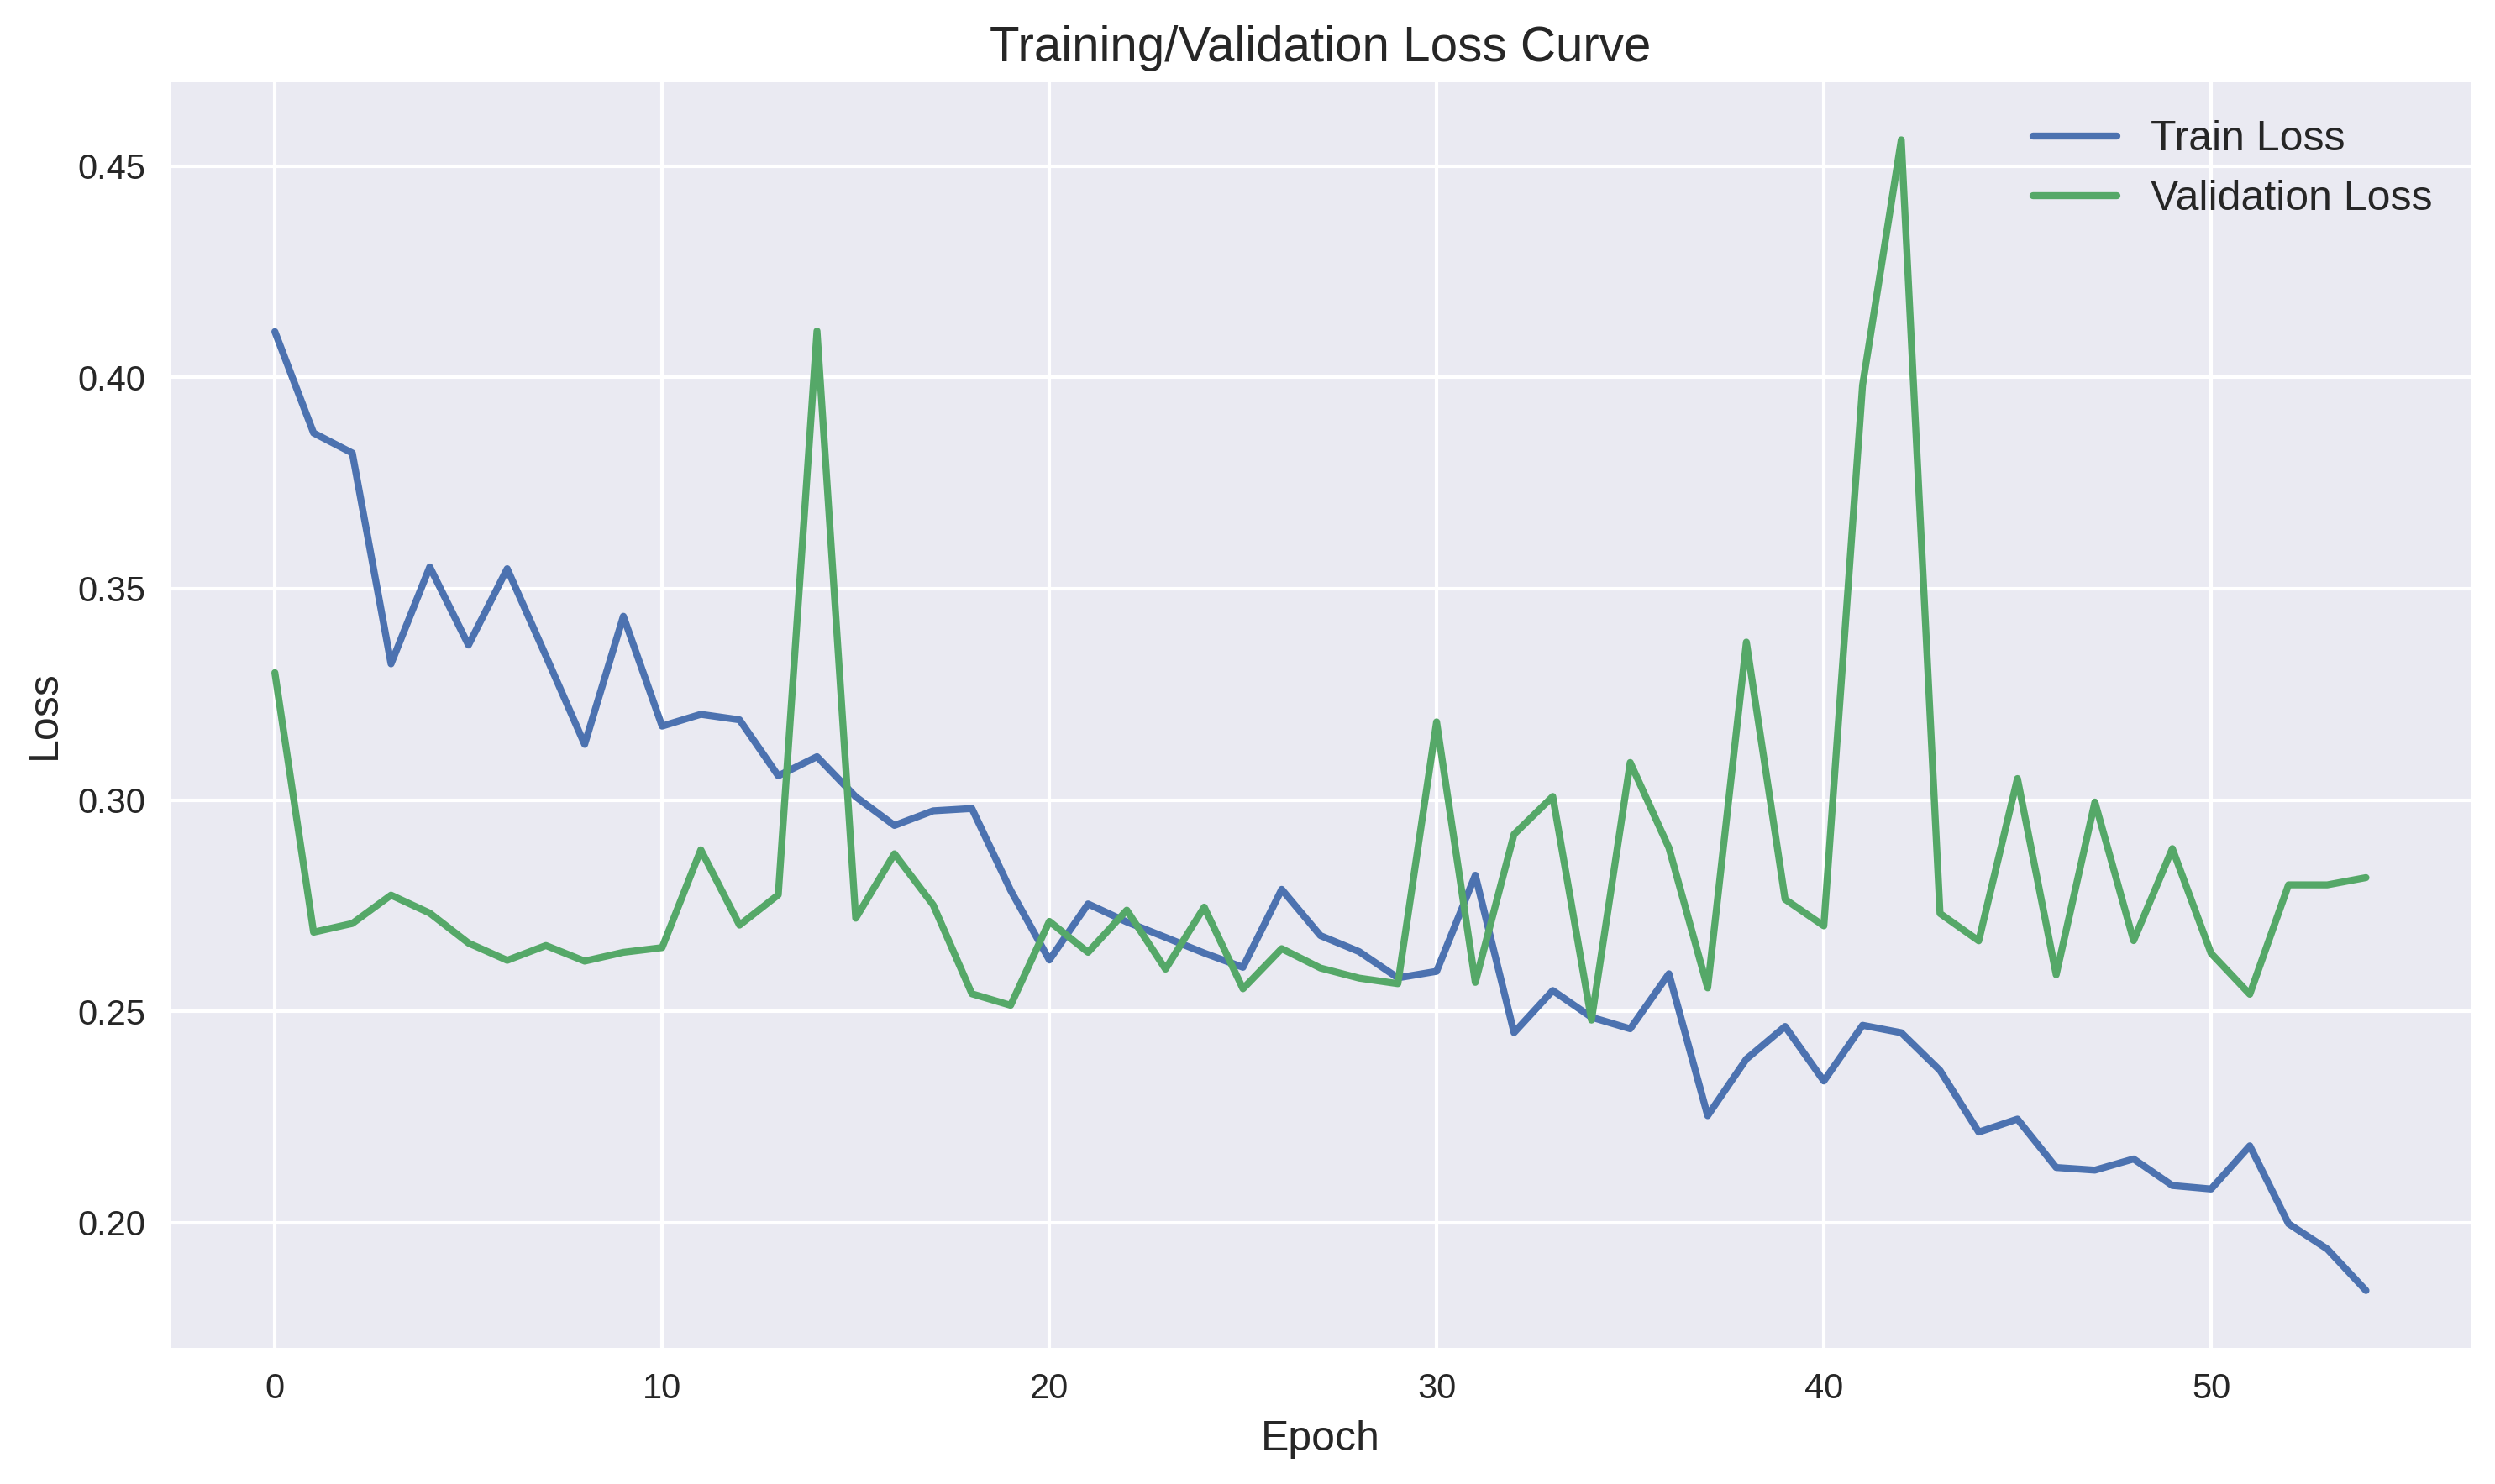 Training/Validation Loss Curve
Train Loss
Validation Loss
0.45
0.40
0.35
0.30
0.25
0.20
Loss
0 10 20 30 40 50
Epoch